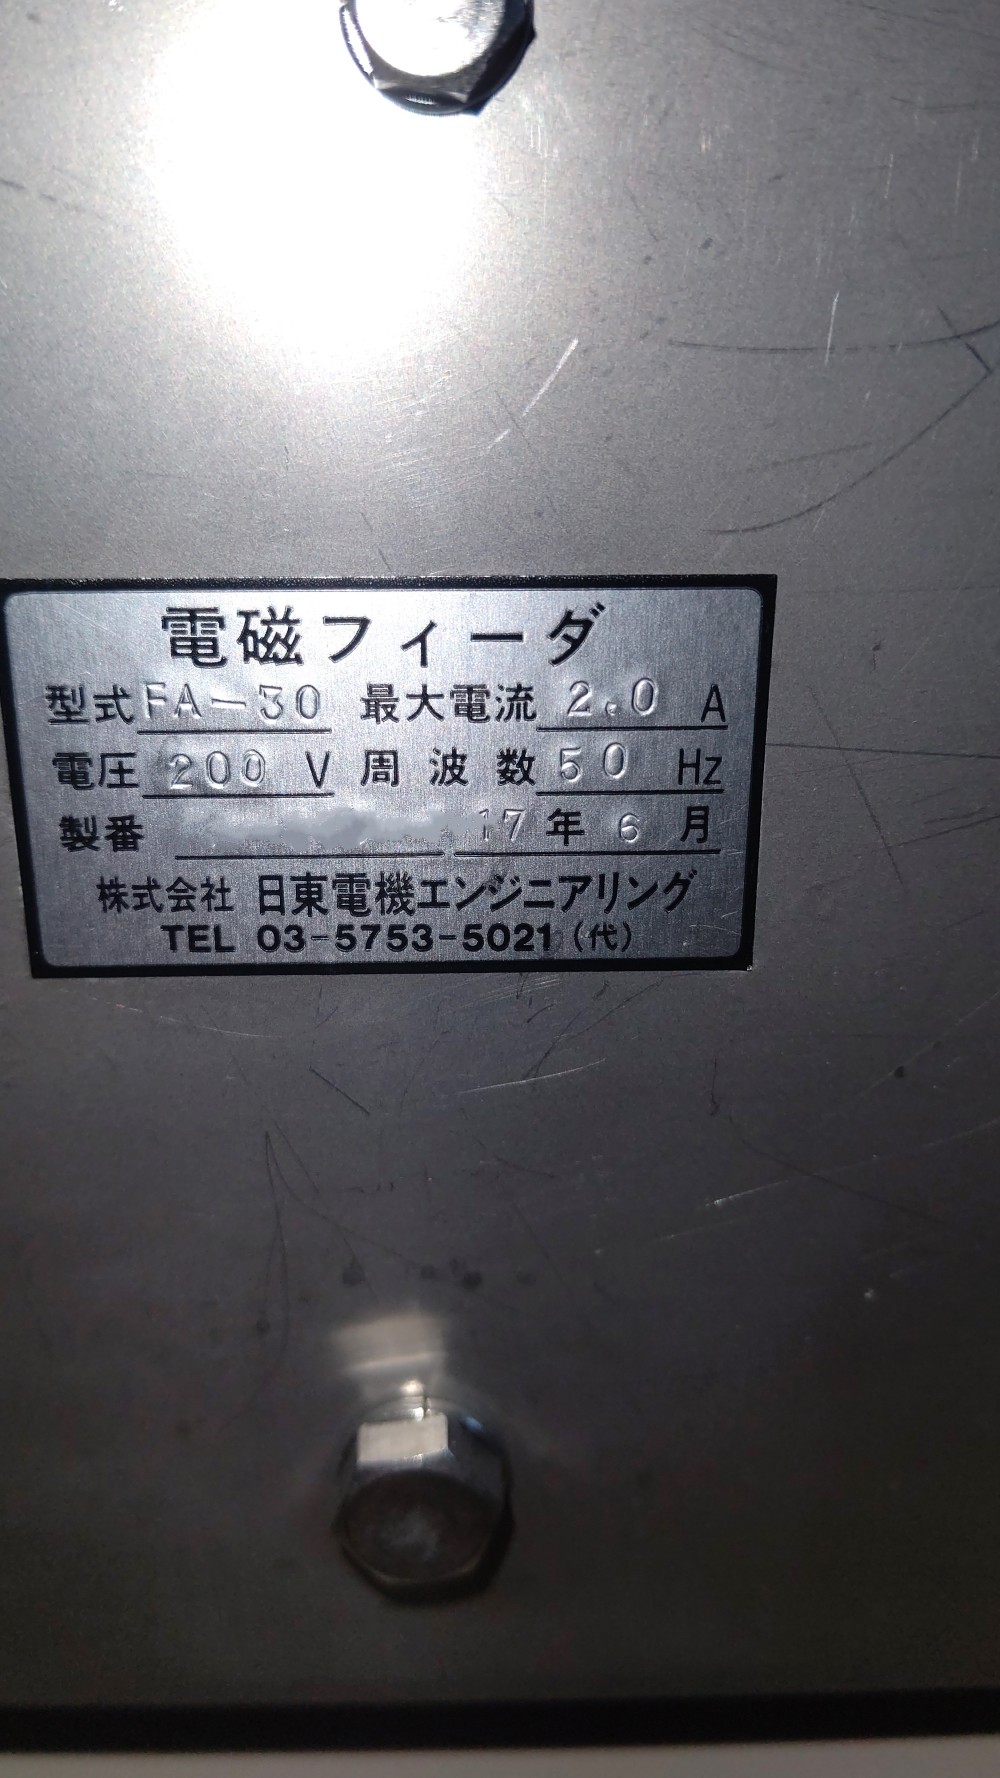 電磁フィーダ
型式 FA-30 最大電流 2.0 A
電圧 200 V 周波数 50 Hz
製番 17年 6月
株式会社 日東電機エンジニアリング
TEL 03-5753-5021 (代)